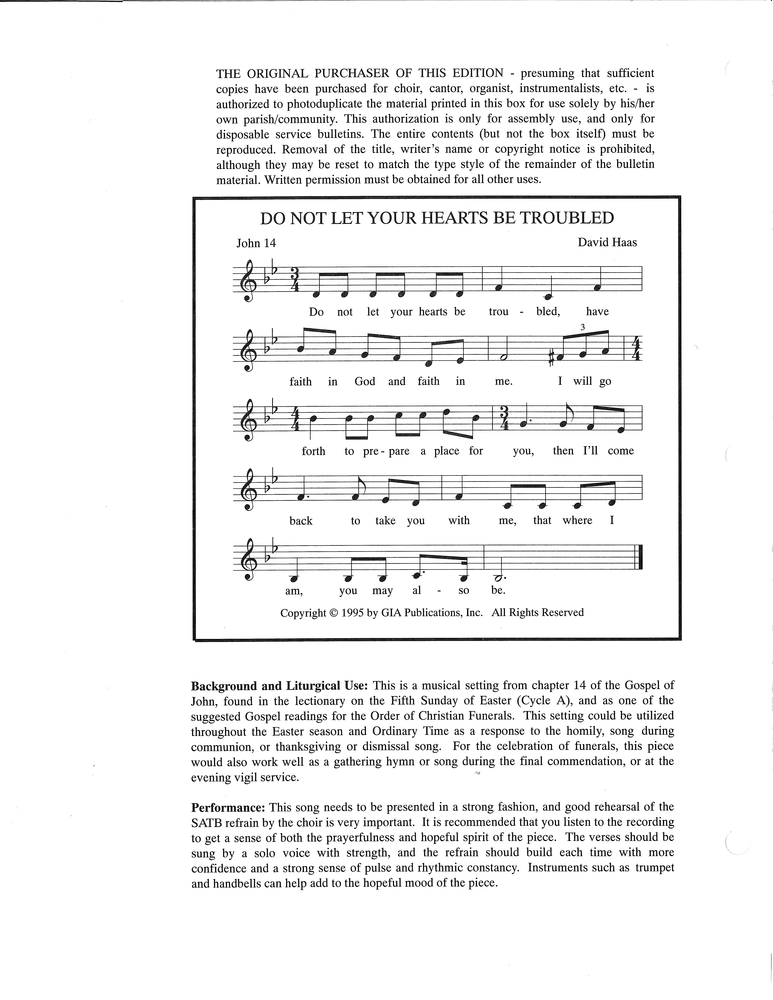 THE ORIGINAL PURCHASER OF THIS EDITION - presuming that sufficient
copies have been purchased for choir, cantor, organist, instrumentalists, etc. - is
authorized to photoduplicate the material printed in this box for use solely by his/her
own parish/community. This authorization is only for assembly use, and only for
disposable service bulletins. The entire contents (but not the box itself) must be
reproduced. Removal of the title, writer's name or copyright notice is prohibited,
although they may be reset to match the type style of the remainder of the bulletin
material. Written permission must be obtained for all other uses.
DO NOT LET YOUR HEARTS BE TROUBLED
John 14 David Haas
3
4
Do not let your hearts be trou - bled, have
3
4
4
faith in God and faith in me. I will go
4 3
4 4
forth to pre - pare a place for you, then I'll come
back to take you with me, that where I
am, you may al - so be.
Copyright © 1995 by GIA Publications, Inc. All Rights Reserved
Background and Liturgical Use: This is a musical setting from chapter 14 of the Gospel of
John, found in the lectionary on the Fifth Sunday of Easter (Cycle A), and as one of the
suggested Gospel readings for the Order of Christian Funerals. This setting could be utilized
throughout the Easter season and Ordinary Time as a response to the homily, song during
communion, or thanksgiving or dismissal song. For the celebration of funerals, this piece
would also work well as a gathering hymn or song during the final commendation, or at the
evening vigil service.
Performance: This song needs to be presented in a strong fashion, and good rehearsal of the
SATB refrain by the choir is very important. It is recommended that you listen to the recording
to get a sense of both the prayerfulness and hopeful spirit of the piece. The verses should be
sung by a solo voice with strength, and the refrain should build each time with more
confidence and a strong sense of pulse and rhythmic constancy. Instruments such as trumpet
and handbells can help add to the hopeful mood of the piece.